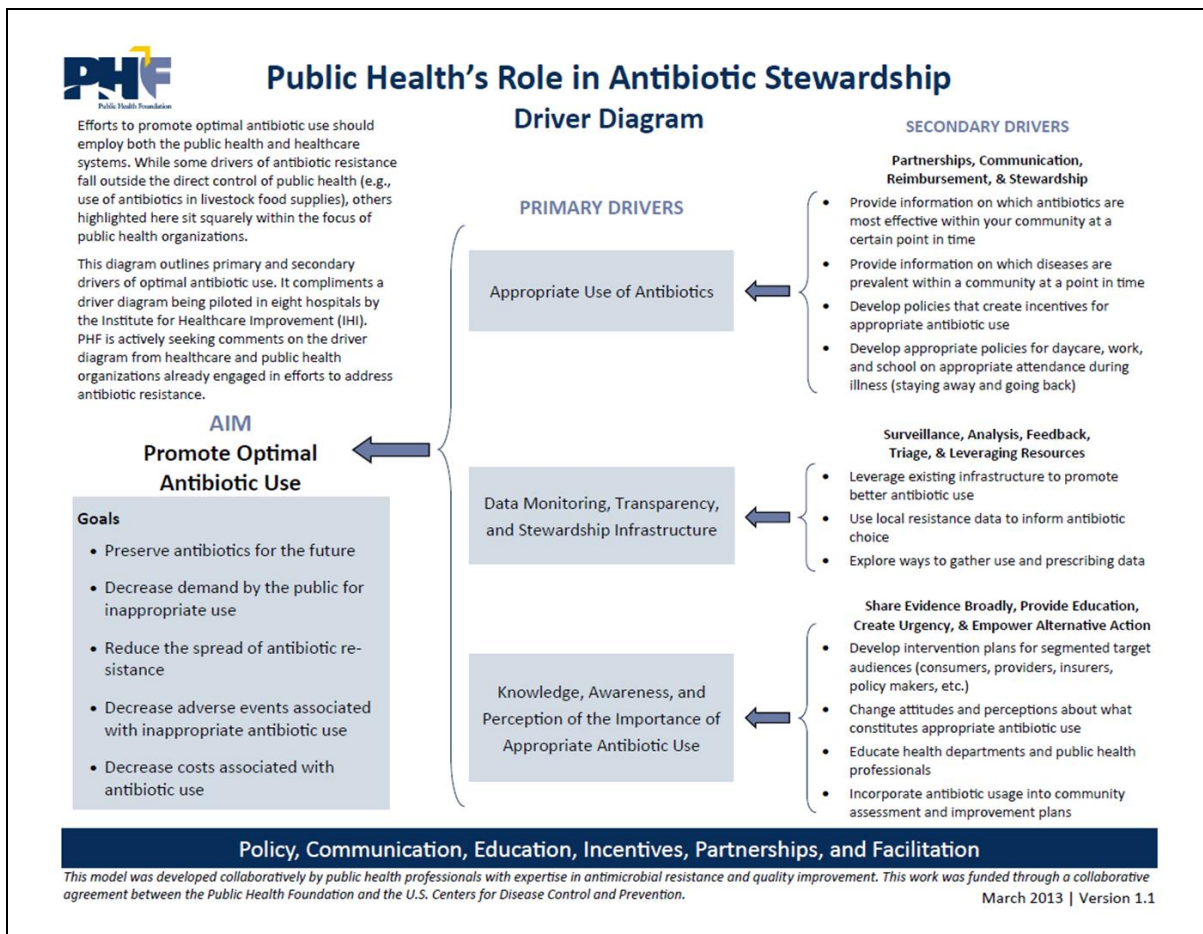 PHF
Public Health Foundation
Public Health's Role in Antibiotic Stewardship
Driver Diagram
Efforts to promote optimal antibiotic use should
employ both the public health and healthcare
systems. While some drivers of antibiotic resistance
fall outside the direct control of public health (e.g.,
use of antibiotics in livestock food supplies), others
highlighted here sit squarely within the focus of
public health organizations.
This diagram outlines primary and secondary
drivers of optimal antibiotic use. It compliments a
driver diagram being piloted in eight hospitals by
the Institute for Healthcare Improvement (IHI).
PHF is actively seeking comments on the driver
diagram from healthcare and public health
organizations already engaged in efforts to address
antibiotic resistance.
AIM
Promote Optimal
Antibiotic Use
Goals
• Preserve antibiotics for the future
• Decrease demand by the public for
inappropriate use
• Reduce the spread of antibiotic re-
sistance
• Decrease adverse events associated
with inappropriate antibiotic use
• Decrease costs associated with
antibiotic use
PRIMARY DRIVERS
Appropriate Use of Antibiotics
Data Monitoring, Transparency,
and Stewardship Infrastructure
Knowledge, Awareness, and
Perception of the Importance of
Appropriate Antibiotic Use
SECONDARY DRIVERS
Partnerships, Communication,
Reimbursement, & Stewardship
• Provide information on which antibiotics are
most effective within your community at a
certain point in time
• Provide information on which diseases are
prevalent within a community at a point in time
• Develop policies that create incentives for
appropriate antibiotic use
• Develop appropriate policies for daycare, work,
and school on appropriate attendance during
illness (staying away and going back)
Surveillance, Analysis, Feedback,
Triage, & Leveraging Resources
• Leverage existing infrastructure to promote
better antibiotic use
• Use local resistance data to inform antibiotic
choice
• Explore ways to gather use and prescribing data
Share Evidence Broadly, Provide Education,
Create Urgency, & Empower Alternative Action
• Develop intervention plans for segmented target
audiences (consumers, providers, insurers,
policy makers, etc.)
• Change attitudes and perceptions about what
constitutes appropriate antibiotic use
• Educate health departments and public health
professionals
• Incorporate antibiotic usage into community
assessment and improvement plans
Policy, Communication, Education, Incentives, Partnerships, and Facilitation
This model was developed collaboratively by public health professionals with expertise in antimicrobial resistance and quality improvement. This work was funded through a collaborative
agreement between the Public Health Foundation and the U.S. Centers for Disease Control and Prevention.
March 2013 | Version 1.1